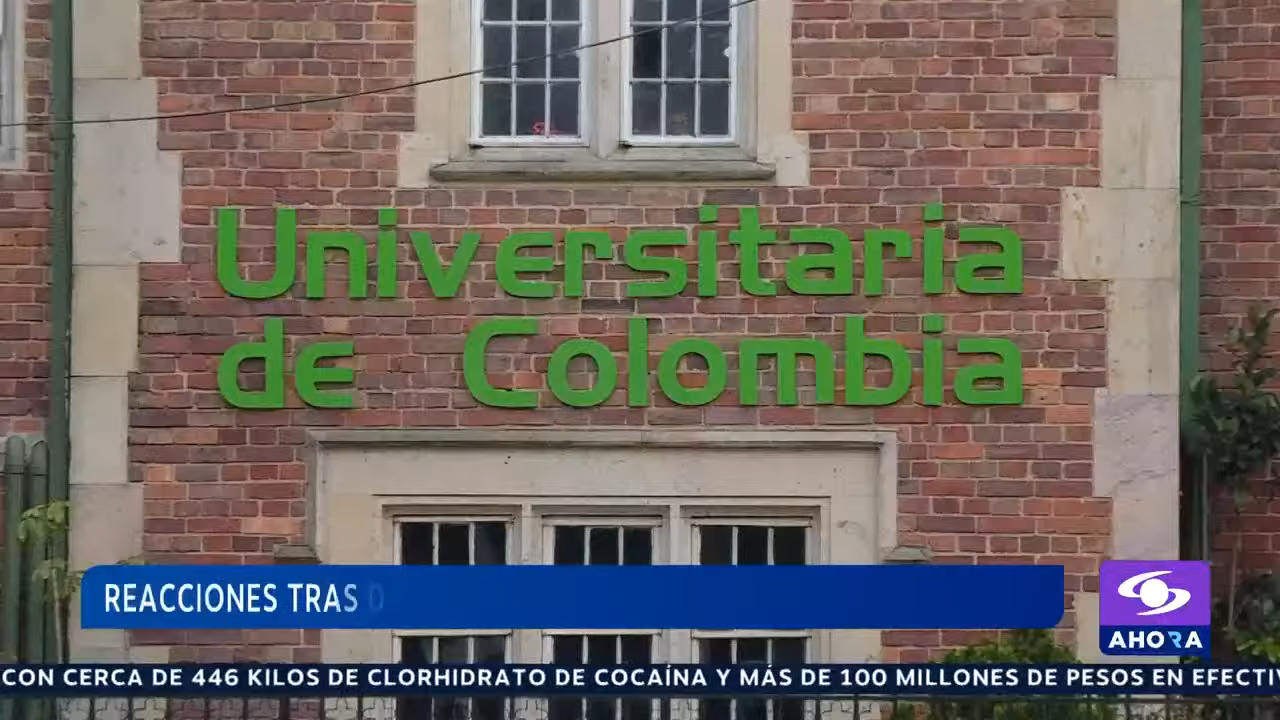 Universitaria
de Colombia
REACCIONES TRAS D
AHORA
CON CERCA DE 446 KILOS DE CLORHIDRATO DE COCAÍNA Y MÁS DE 100 MILLONES DE PESOS EN EFECTIV